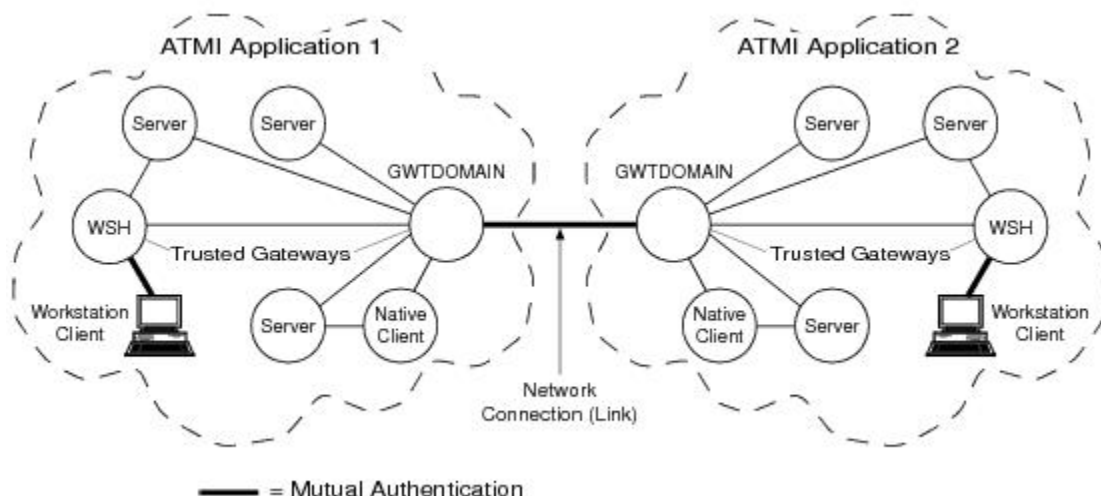 ATMI Application 1
ATMI Application 2
Server
Server
Server
Server
GWTDOMAIN
GWTDOMAIN
WSH
Trusted Gateways
Trusted Gateways
WSH
Workstation
Client
Server
Native
Client
Native
Client
Server
Workstation
Client
Network
Connection (Link)
= Mutual Authentication